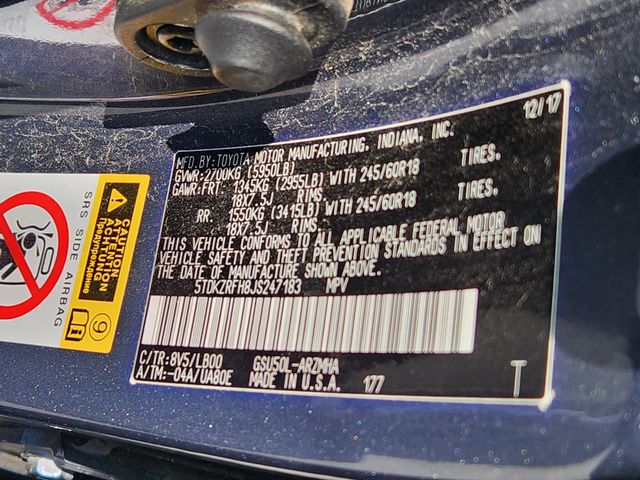 12/17
MFD.BY:TOYOTA MOTOR MANUFACTURING, INDIANA, INC.
GVWR:2700KG (5950LB)
GAWR:FRT: 1345KG (2955LB) WITH 245/60R18 TIRES.
18X7.5J RIMS
RR: 1550KG (3415LB) WITH 245/60R18 TIRES.
18X7.5J RIMS.
THIS VEHICLE CONFORMS TO ALL APPLICABLE FEDERAL MOTOR
VEHICLE SAFETY AND THEFT PREVENTION STANDARDS IN EFFECT ON
THE DATE OF MANUFACTURE SHOWN ABOVE.
5TDKZRFH8JS247183 MPV
C/TR: 8V5/LB00 GSU50L-ARZMHA
A/TM:-04A/UA80E MADE IN U.S.A. 177 T
SRS SIDE AIRBAG
CAUTION
ATTENTION
ACHTUNG
Предупреждение
9